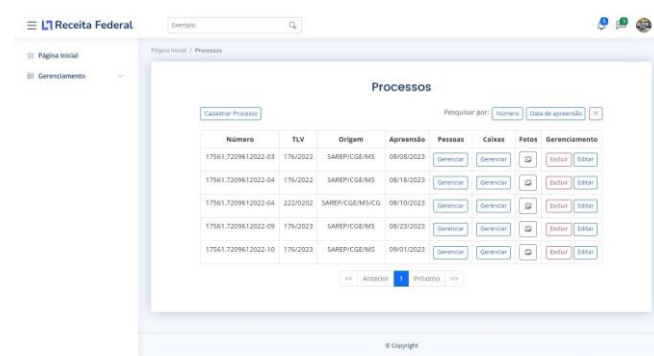 Receita Federal
Exemplo
Página Inicial
Gerenciamento
Página Inicial / Processos
Processos
Cadastrar Processo
Pesquisar por: Número Data de apreensão
Número TLV Origem Apreensão Pessoas Caixas Fotos Gerenciamento
17561.7209612022-03 176/2022 SAREP/CGE/MS 08/08/2023 Gerenciar Gerenciar Excluir Editar
17561.7209612022-04 176/2022 SAREP/CGE/MS 08/18/2023 Gerenciar Gerenciar Excluir Editar
17561.7209612022-04 222/0202 SAREP/CGE/MS/CG 08/10/2023 Gerenciar Gerenciar Excluir Editar
17561.7209612022-09 176/2023 SAREP/CGE/MS 08/23/2023 Gerenciar Gerenciar Excluir Editar
17561.7209612022-10 176/2023 SAREP/CGE/MS 09/01/2023 Gerenciar Gerenciar Excluir Editar
<< Anterior 1 Próximo >>
© Copyright